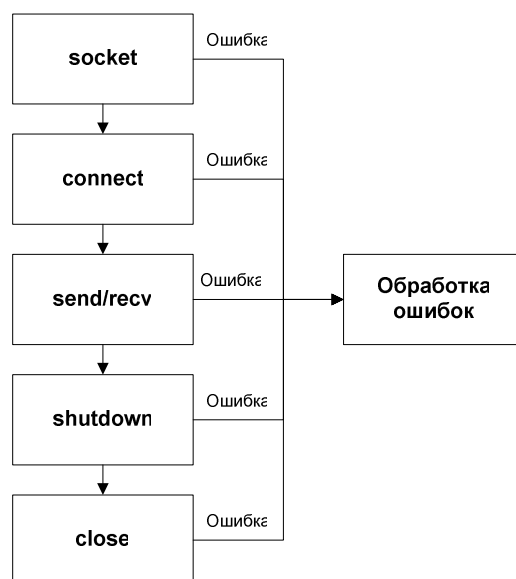 socket
Ошибка
connect
Ошибка
send/recv
Ошибка
Обработка
ошибок
shutdown
Ошибка
close
Ошибка